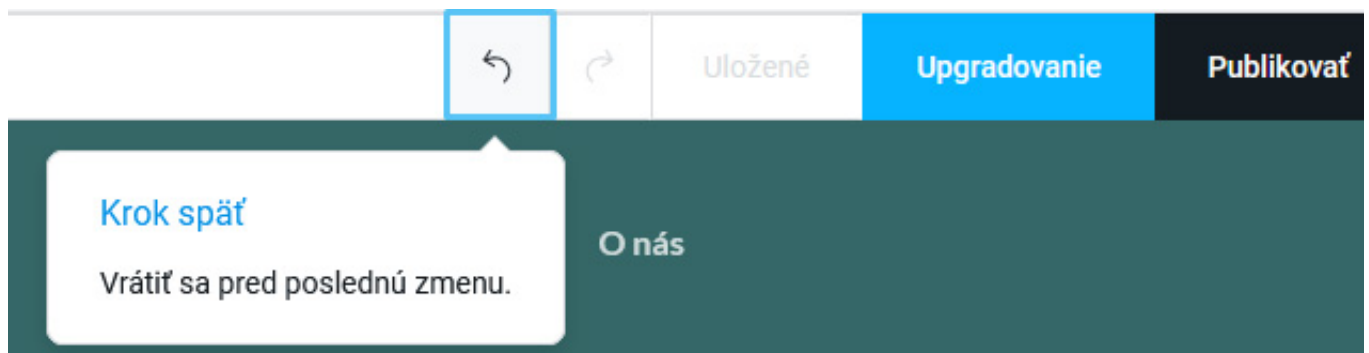 Uložené
Upgradovanie
Publikovať
Krok späť
Vrátiť sa pred poslednú zmenu.
O nás